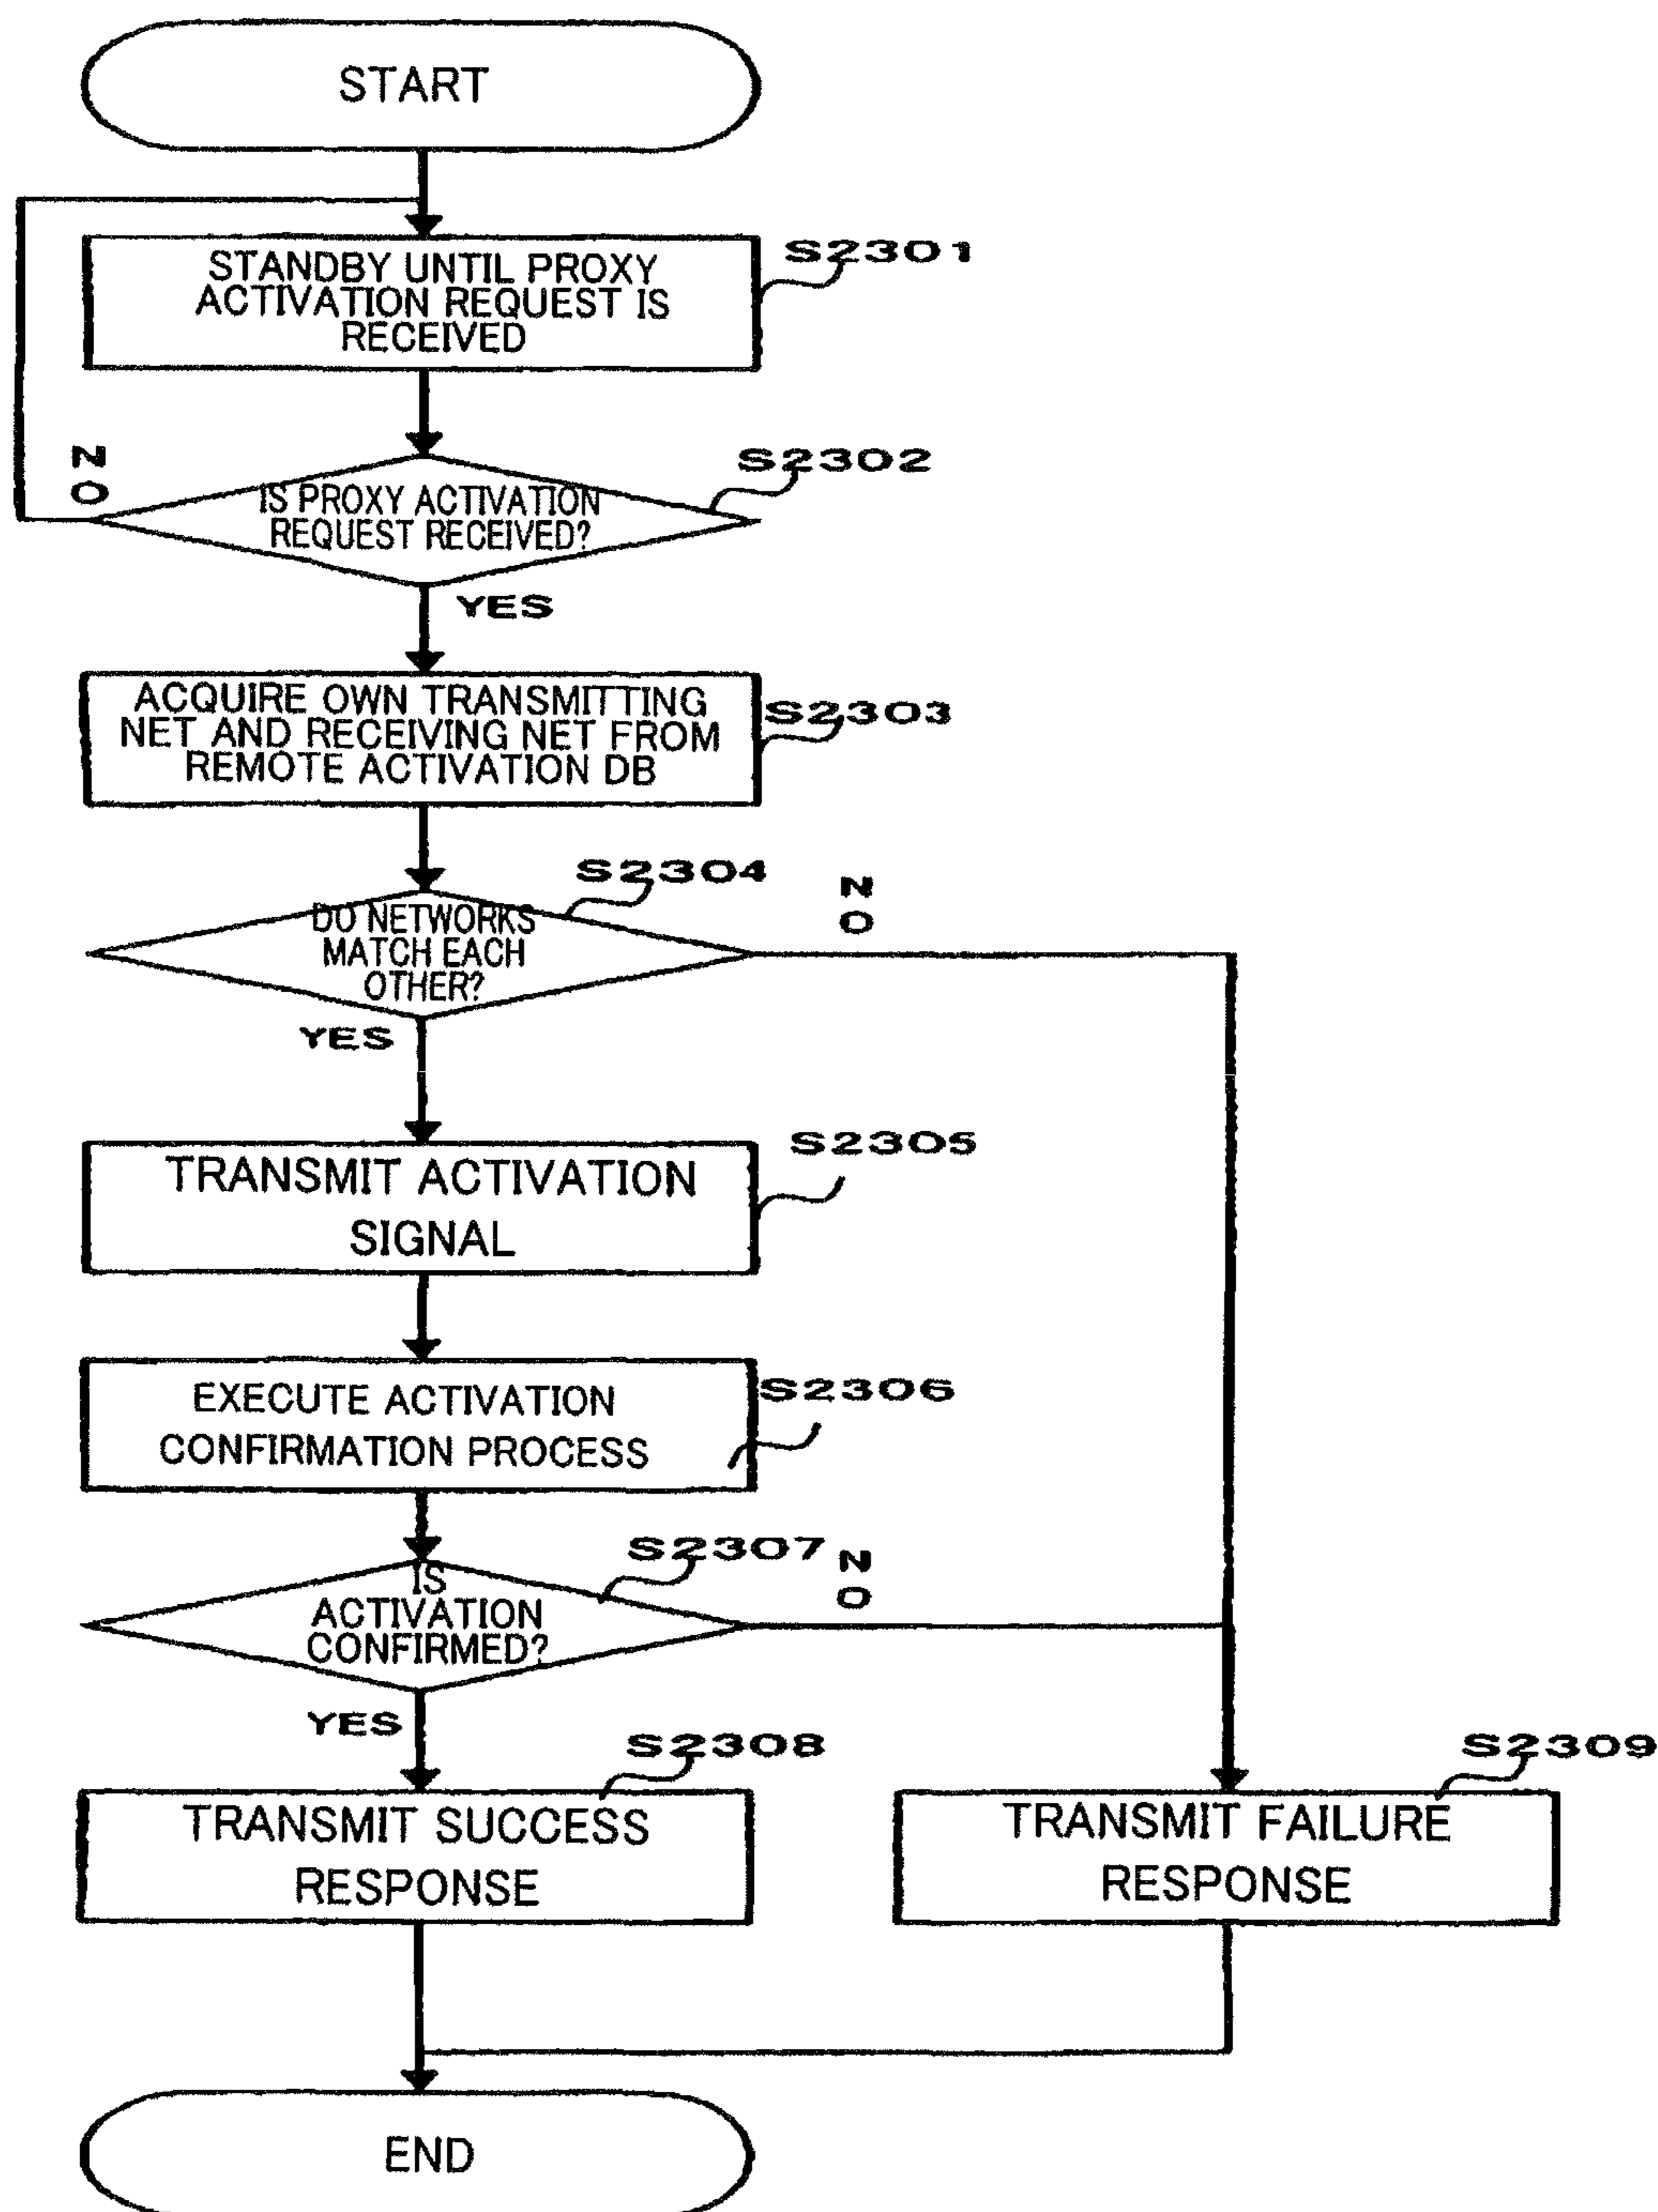 START
S2301
STANDBY UNTIL PROXY
ACTIVATION REQUEST IS
RECEIVED
S2302
NO
IS PROXY ACTIVATION
REQUEST RECEIVED?
YES
S2303
ACQUIRE OWN TRANSMITTING
NET AND RECEIVING NET FROM
REMOTE ACTIVATION DB
S2304
NO
DO NETWORKS
MATCH EACH
OTHER?
YES
S2305
TRANSMIT ACTIVATION
SIGNAL
S2306
EXECUTE ACTIVATION
CONFIRMATION PROCESS
S2307
NO
IS
ACTIVATION
CONFIRMED?
YES
S2308
TRANSMIT SUCCESS
RESPONSE
S2309
TRANSMIT FAILURE
RESPONSE
END